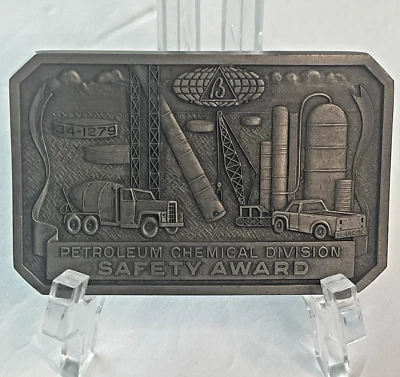 B
34-1279
PETROLEUM CHEMICAL DIVISION
SAFETY AWARD